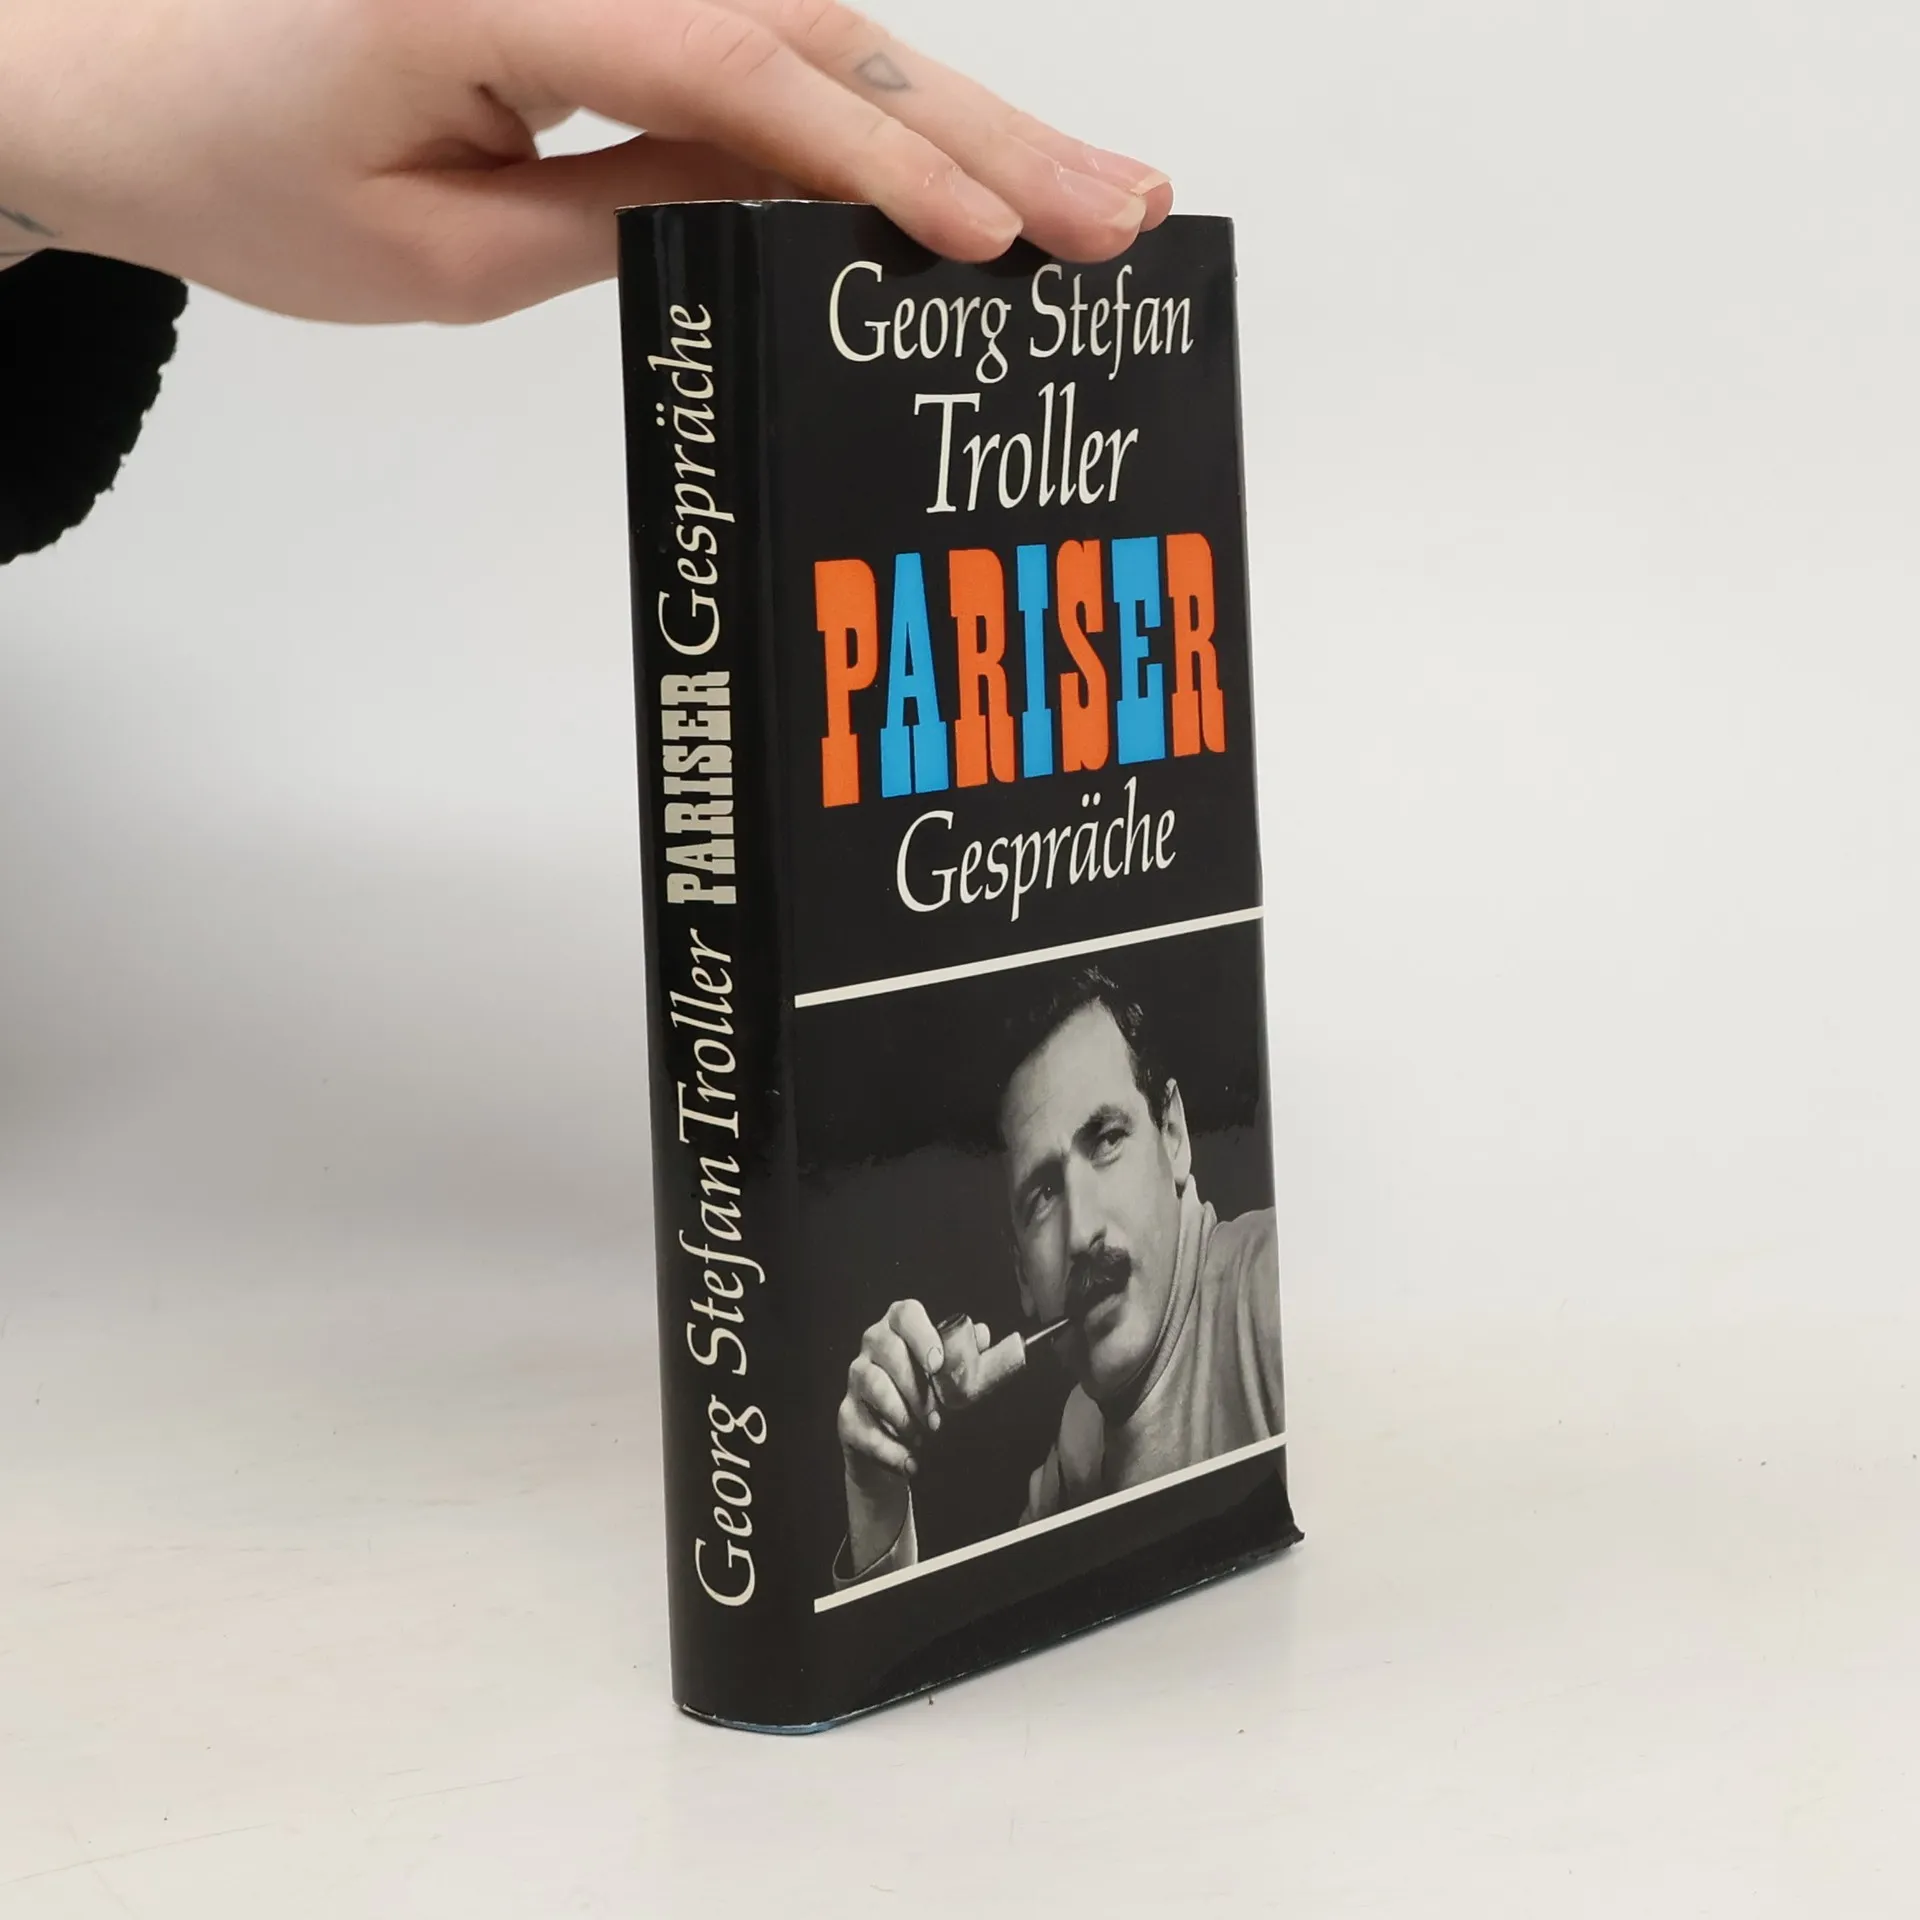 Georg Stefan Troller PARISER Gespräche
Georg Stefan
Troller
PARISER
Gespräche